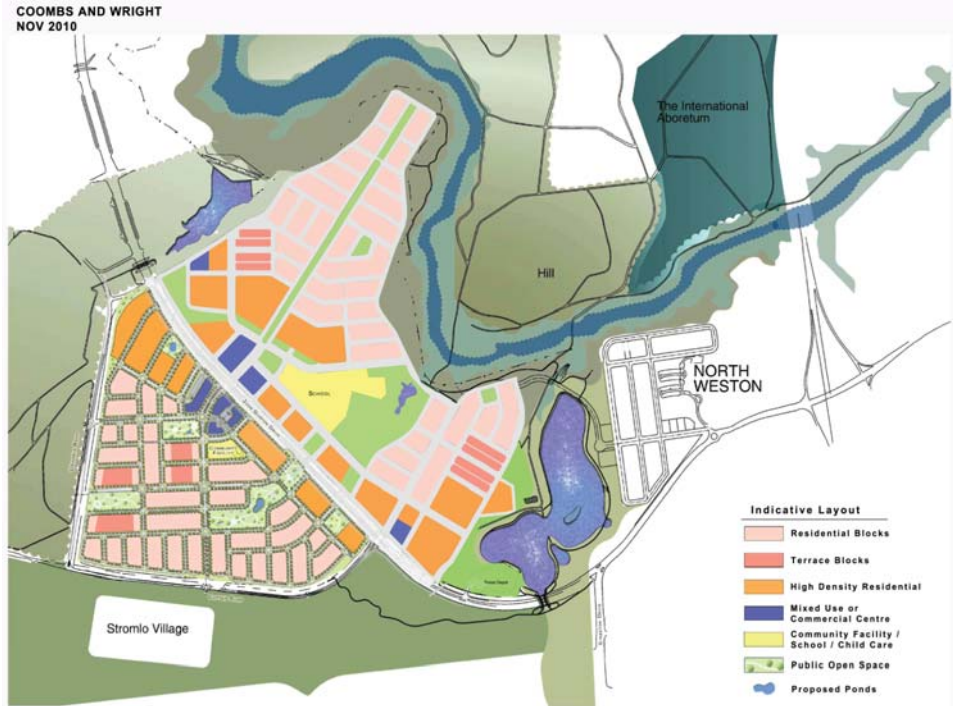 COOMBS AND WRIGHT
NOV 2010
The International
Aboretum
Hill
NORTH
WESTON
SCHOOL
Stromlo Village
Indicative Layout
Residential Blocks
Terrace Blocks
High Density Residential
Mixed Use or
Commercial Centre
Community Facility /
School / Child Care
Public Open Space
Proposed Ponds